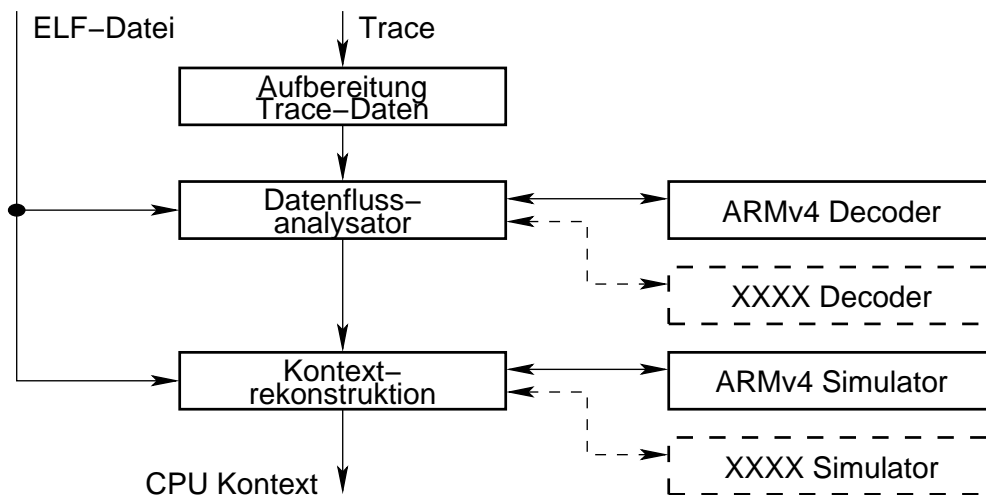 ELF–Datei
Trace
Aufbereitung
Trace–Daten
Datenfluss–
analysator
ARMv4 Decoder
XXXX Decoder
Kontext–
rekonstruktion
ARMv4 Simulator
XXXX Simulator
CPU Kontext